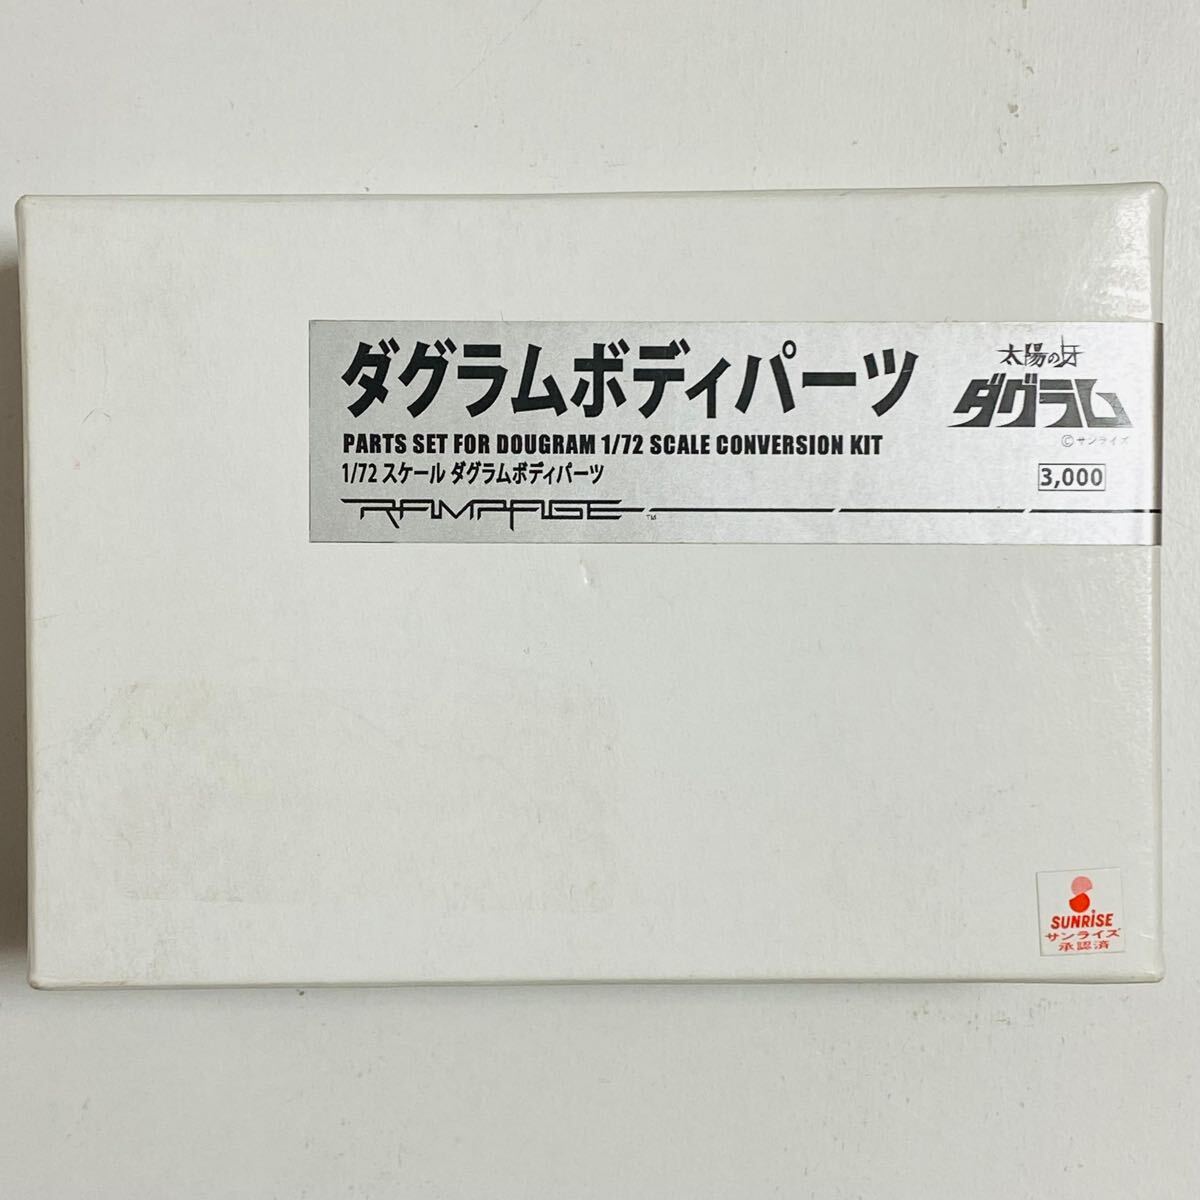 ダグラムボディパーツ
PARTS SET FOR DOUGRAM 1/72 SCALE CONVERSION KIT
1/72 スケール ダグラムボディパーツ
RAMPAGE TM
太陽の牙
ダグラム
©サンライズ
3,000
SUNRISE
サンライズ
承認済